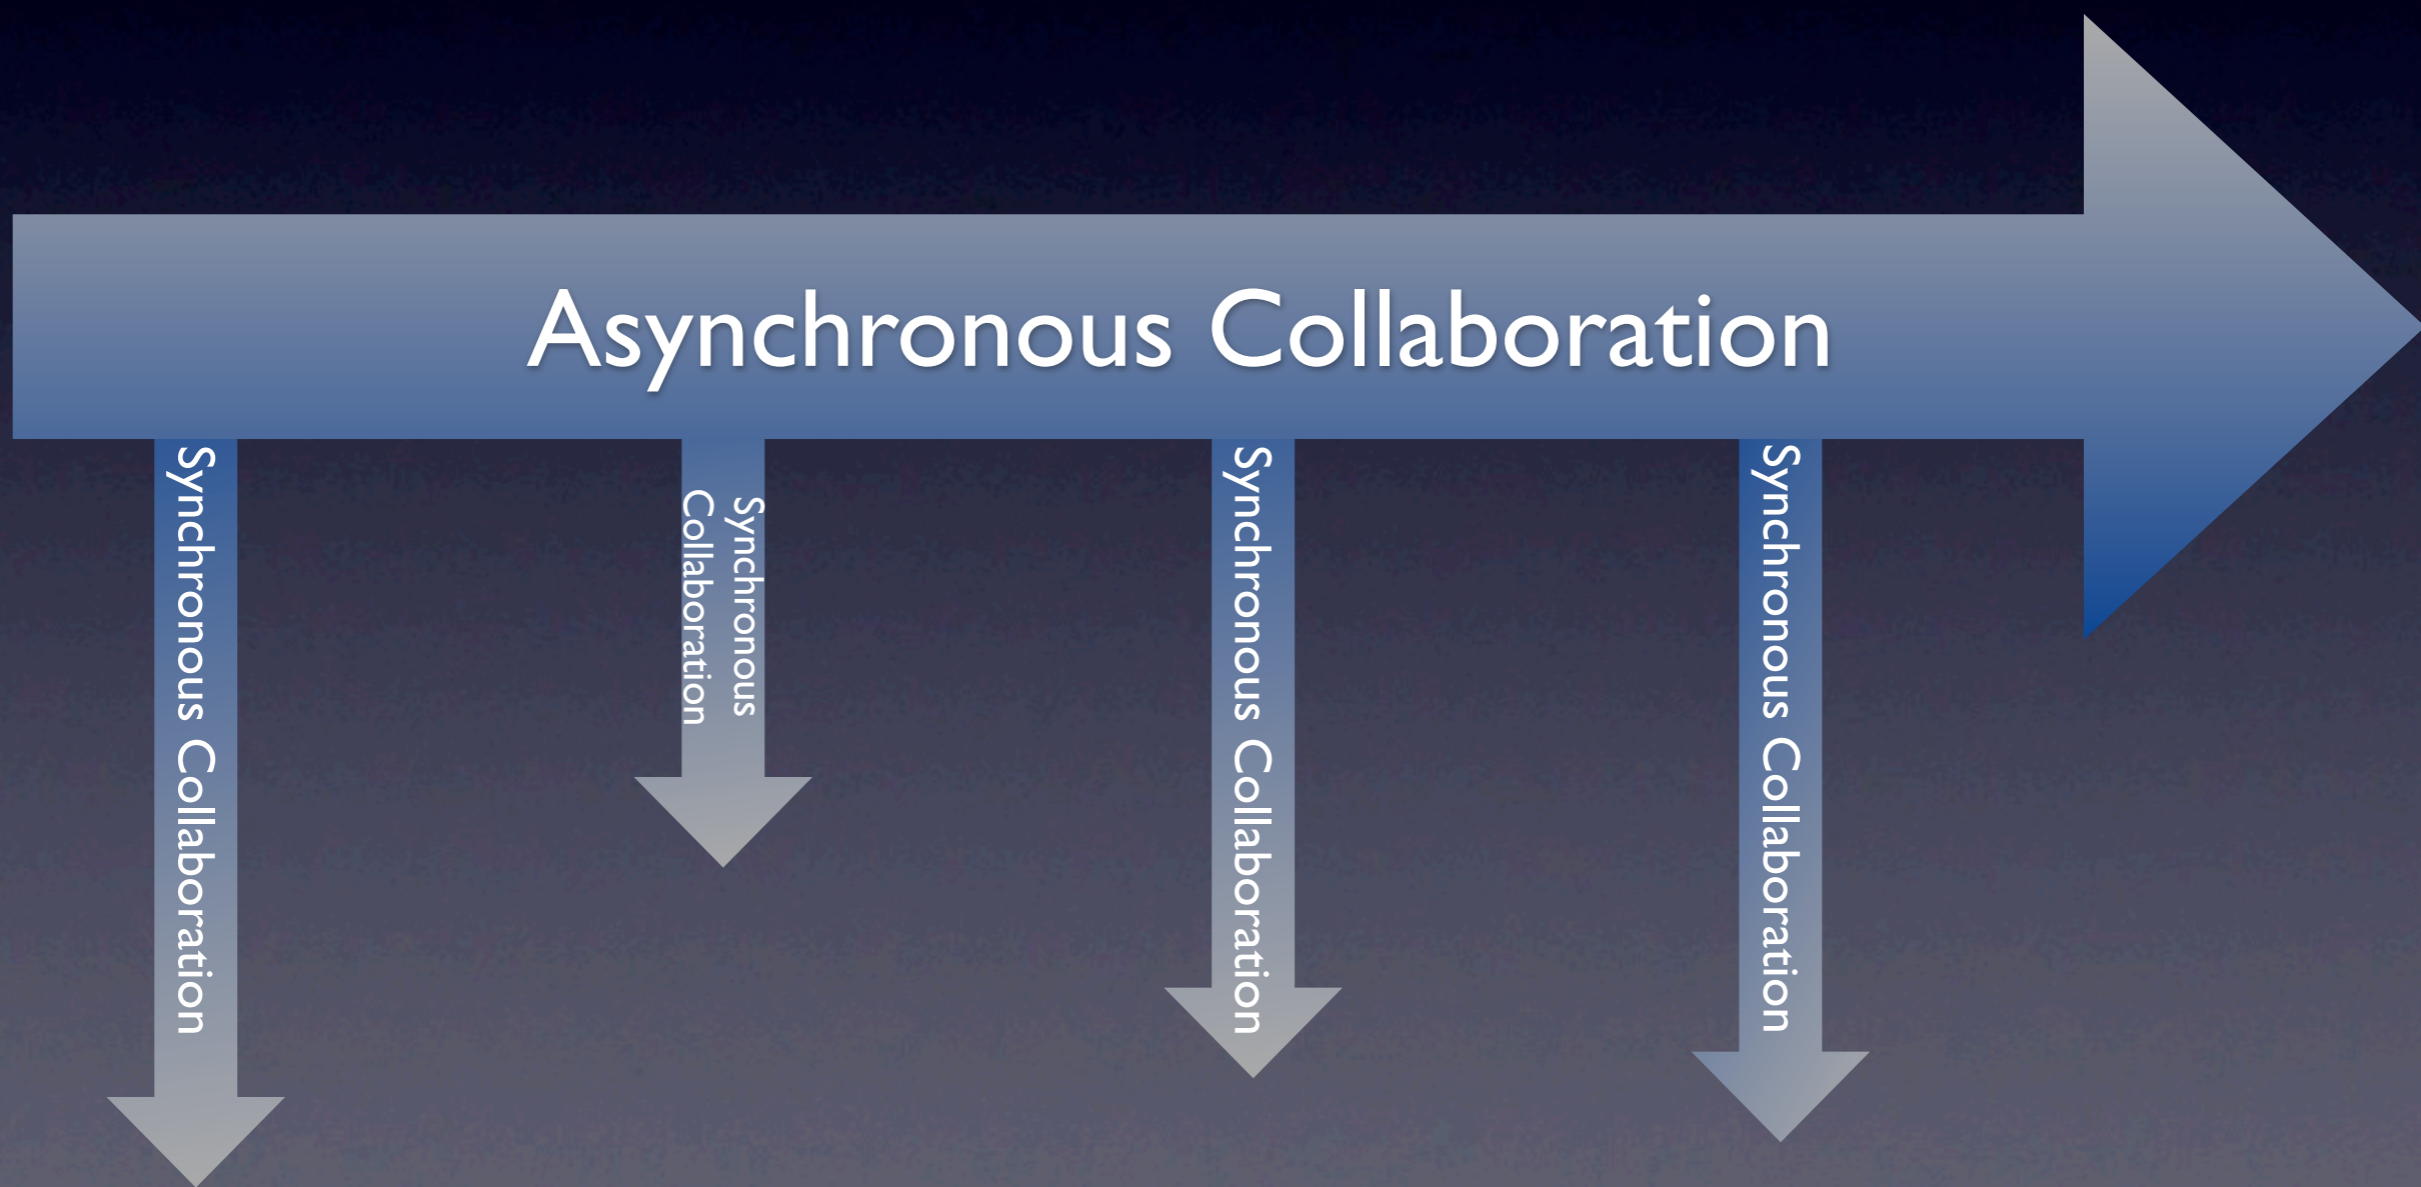 Asynchronous Collaboration
Synchronous Collaboration
Synchronous
Collaboration
Synchronous Collaboration
Synchronous Collaboration